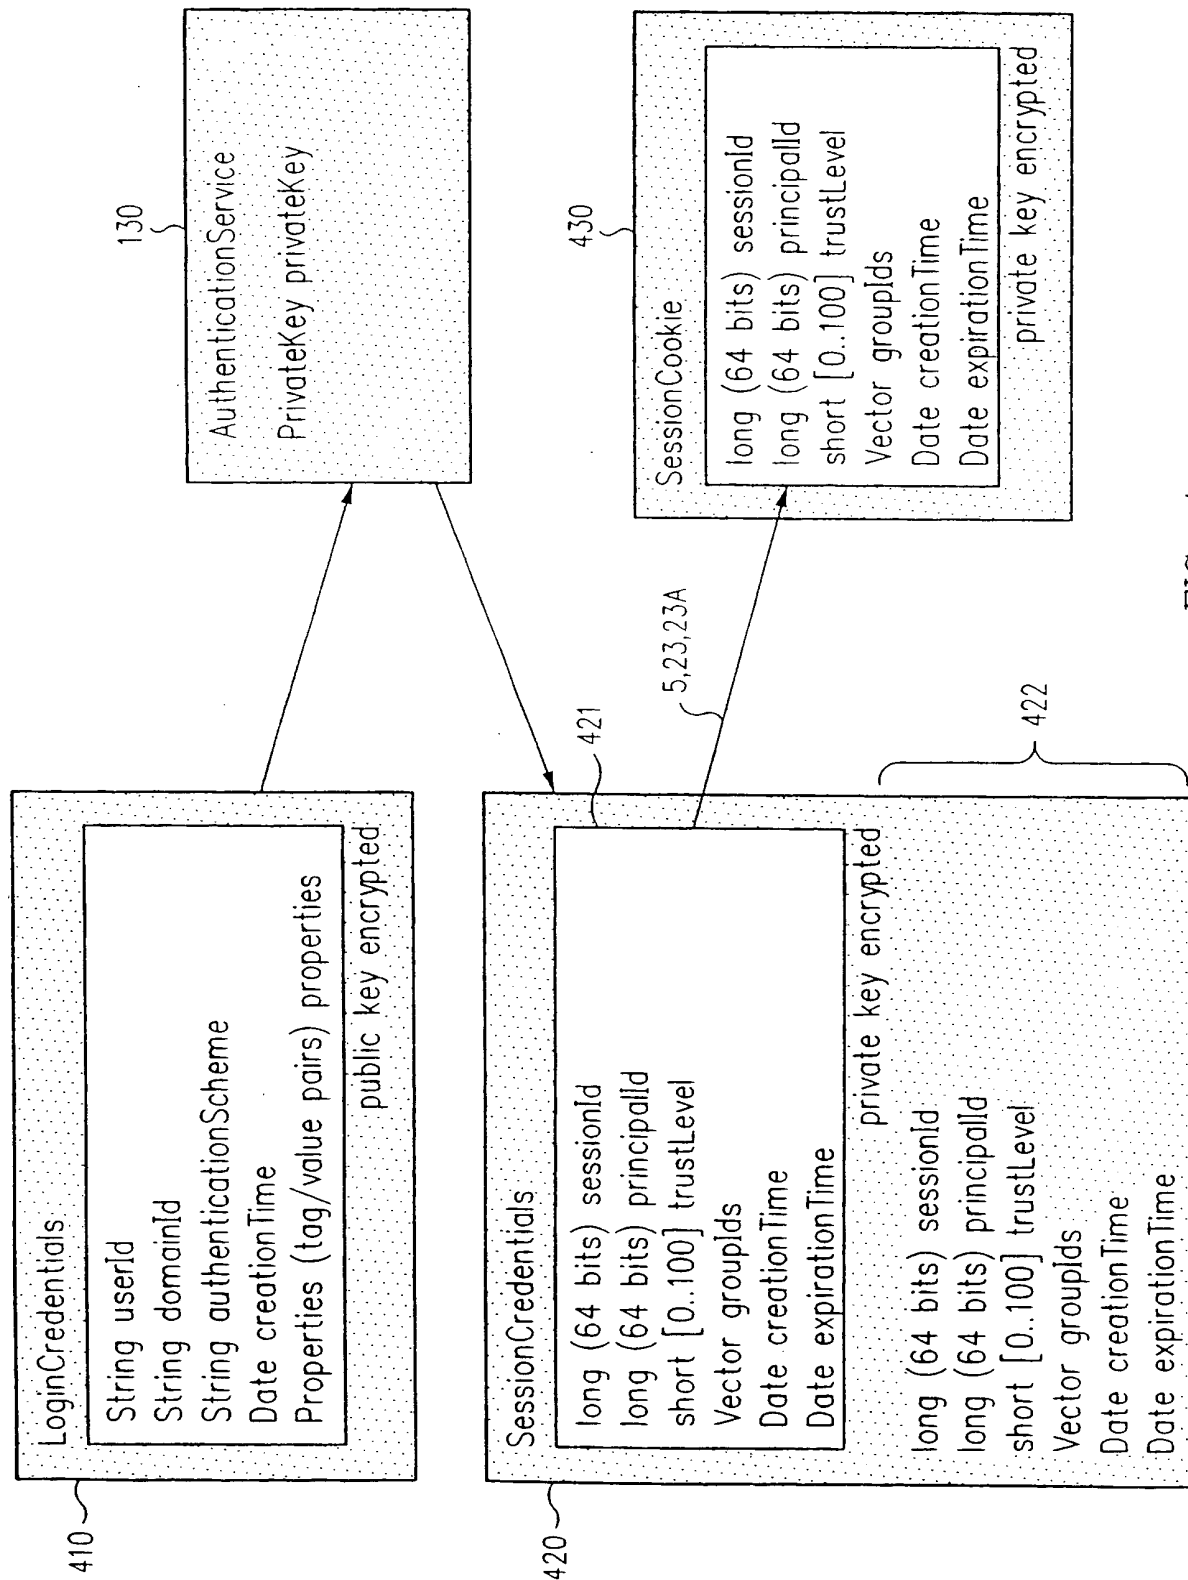 410
LoginCredentials
String userId
String domainId
String authenticationScheme
Date creationTime
Properties (tag/value pairs) properties
public key encrypted
130
AuthenticationService
PrivateKey privateKey
420
SessionCredentials
421
long (64 bits) sessionId
long (64 bits) principalId
short [0..100] trustLevel
Vector groupIds
Date creationTime
Date expirationTime
private key encrypted
long (64 bits) sessionId
long (64 bits) principalId
short [0..100] trustLevel
Vector groupIds
Date creationTime
Date expirationTime
422
5,23,23A
430
SessionCookie
long (64 bits) sessionId
long (64 bits) principalId
short [0..100] trustLevel
Vector groupIds
Date creationTime
Date expirationTime
private key encrypted